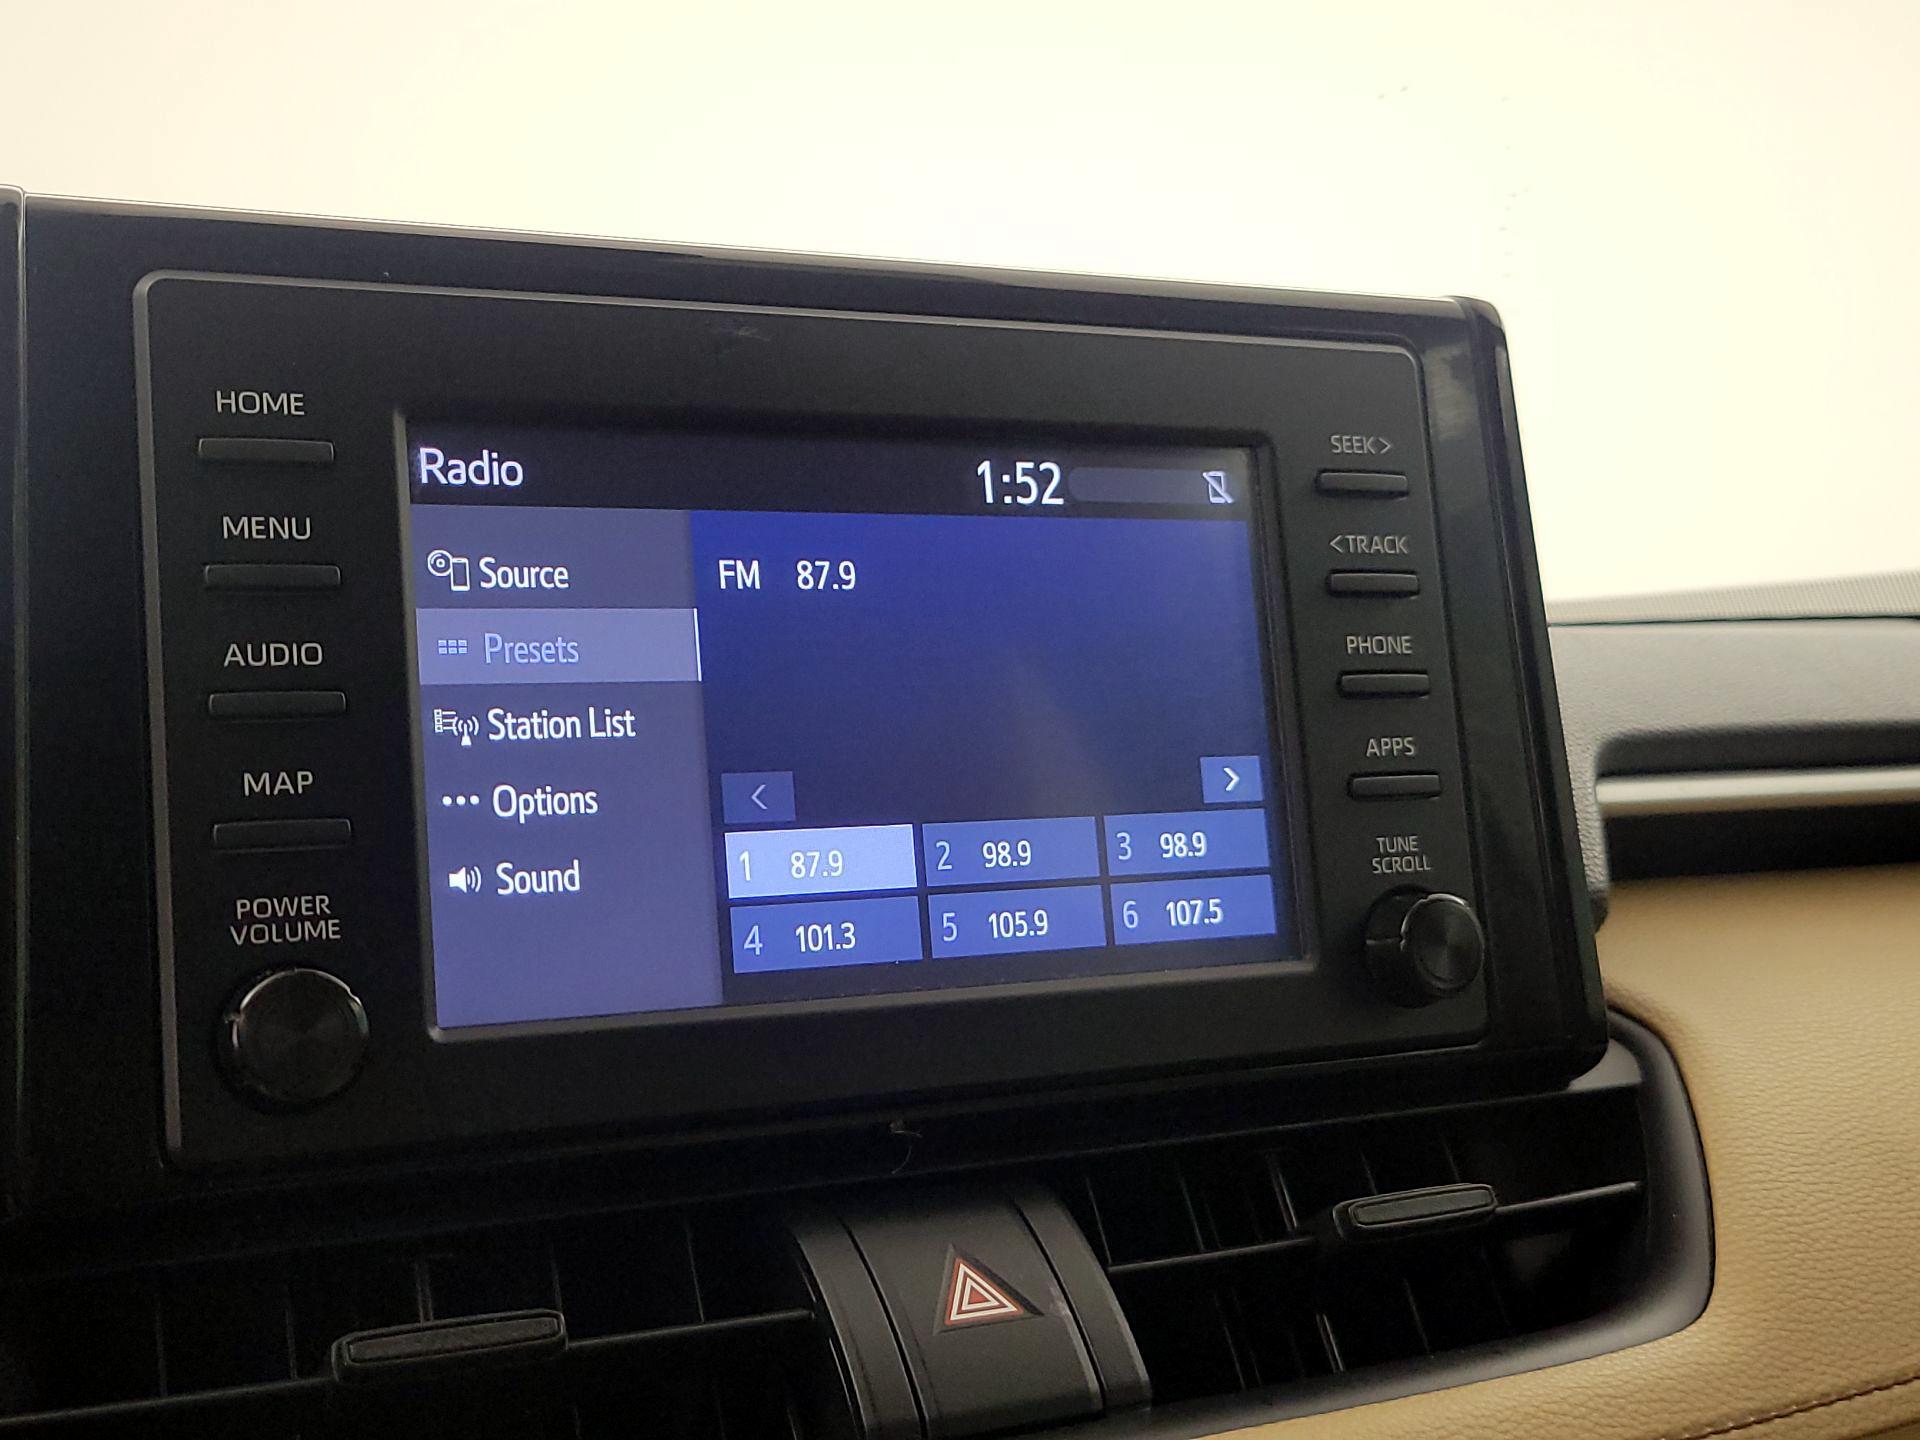 HOME
MENU
AUDIO
MAP
POWER
VOLUME
Radio
1:52
Source
Presets
Station List
Options
Sound
FM 87.9
<
>
1 87.9
2 98.9
3 98.9
4 101.3
5 105.9
6 107.5
SEEK>
<TRACK
PHONE
APPS
TUNE
SCROLL